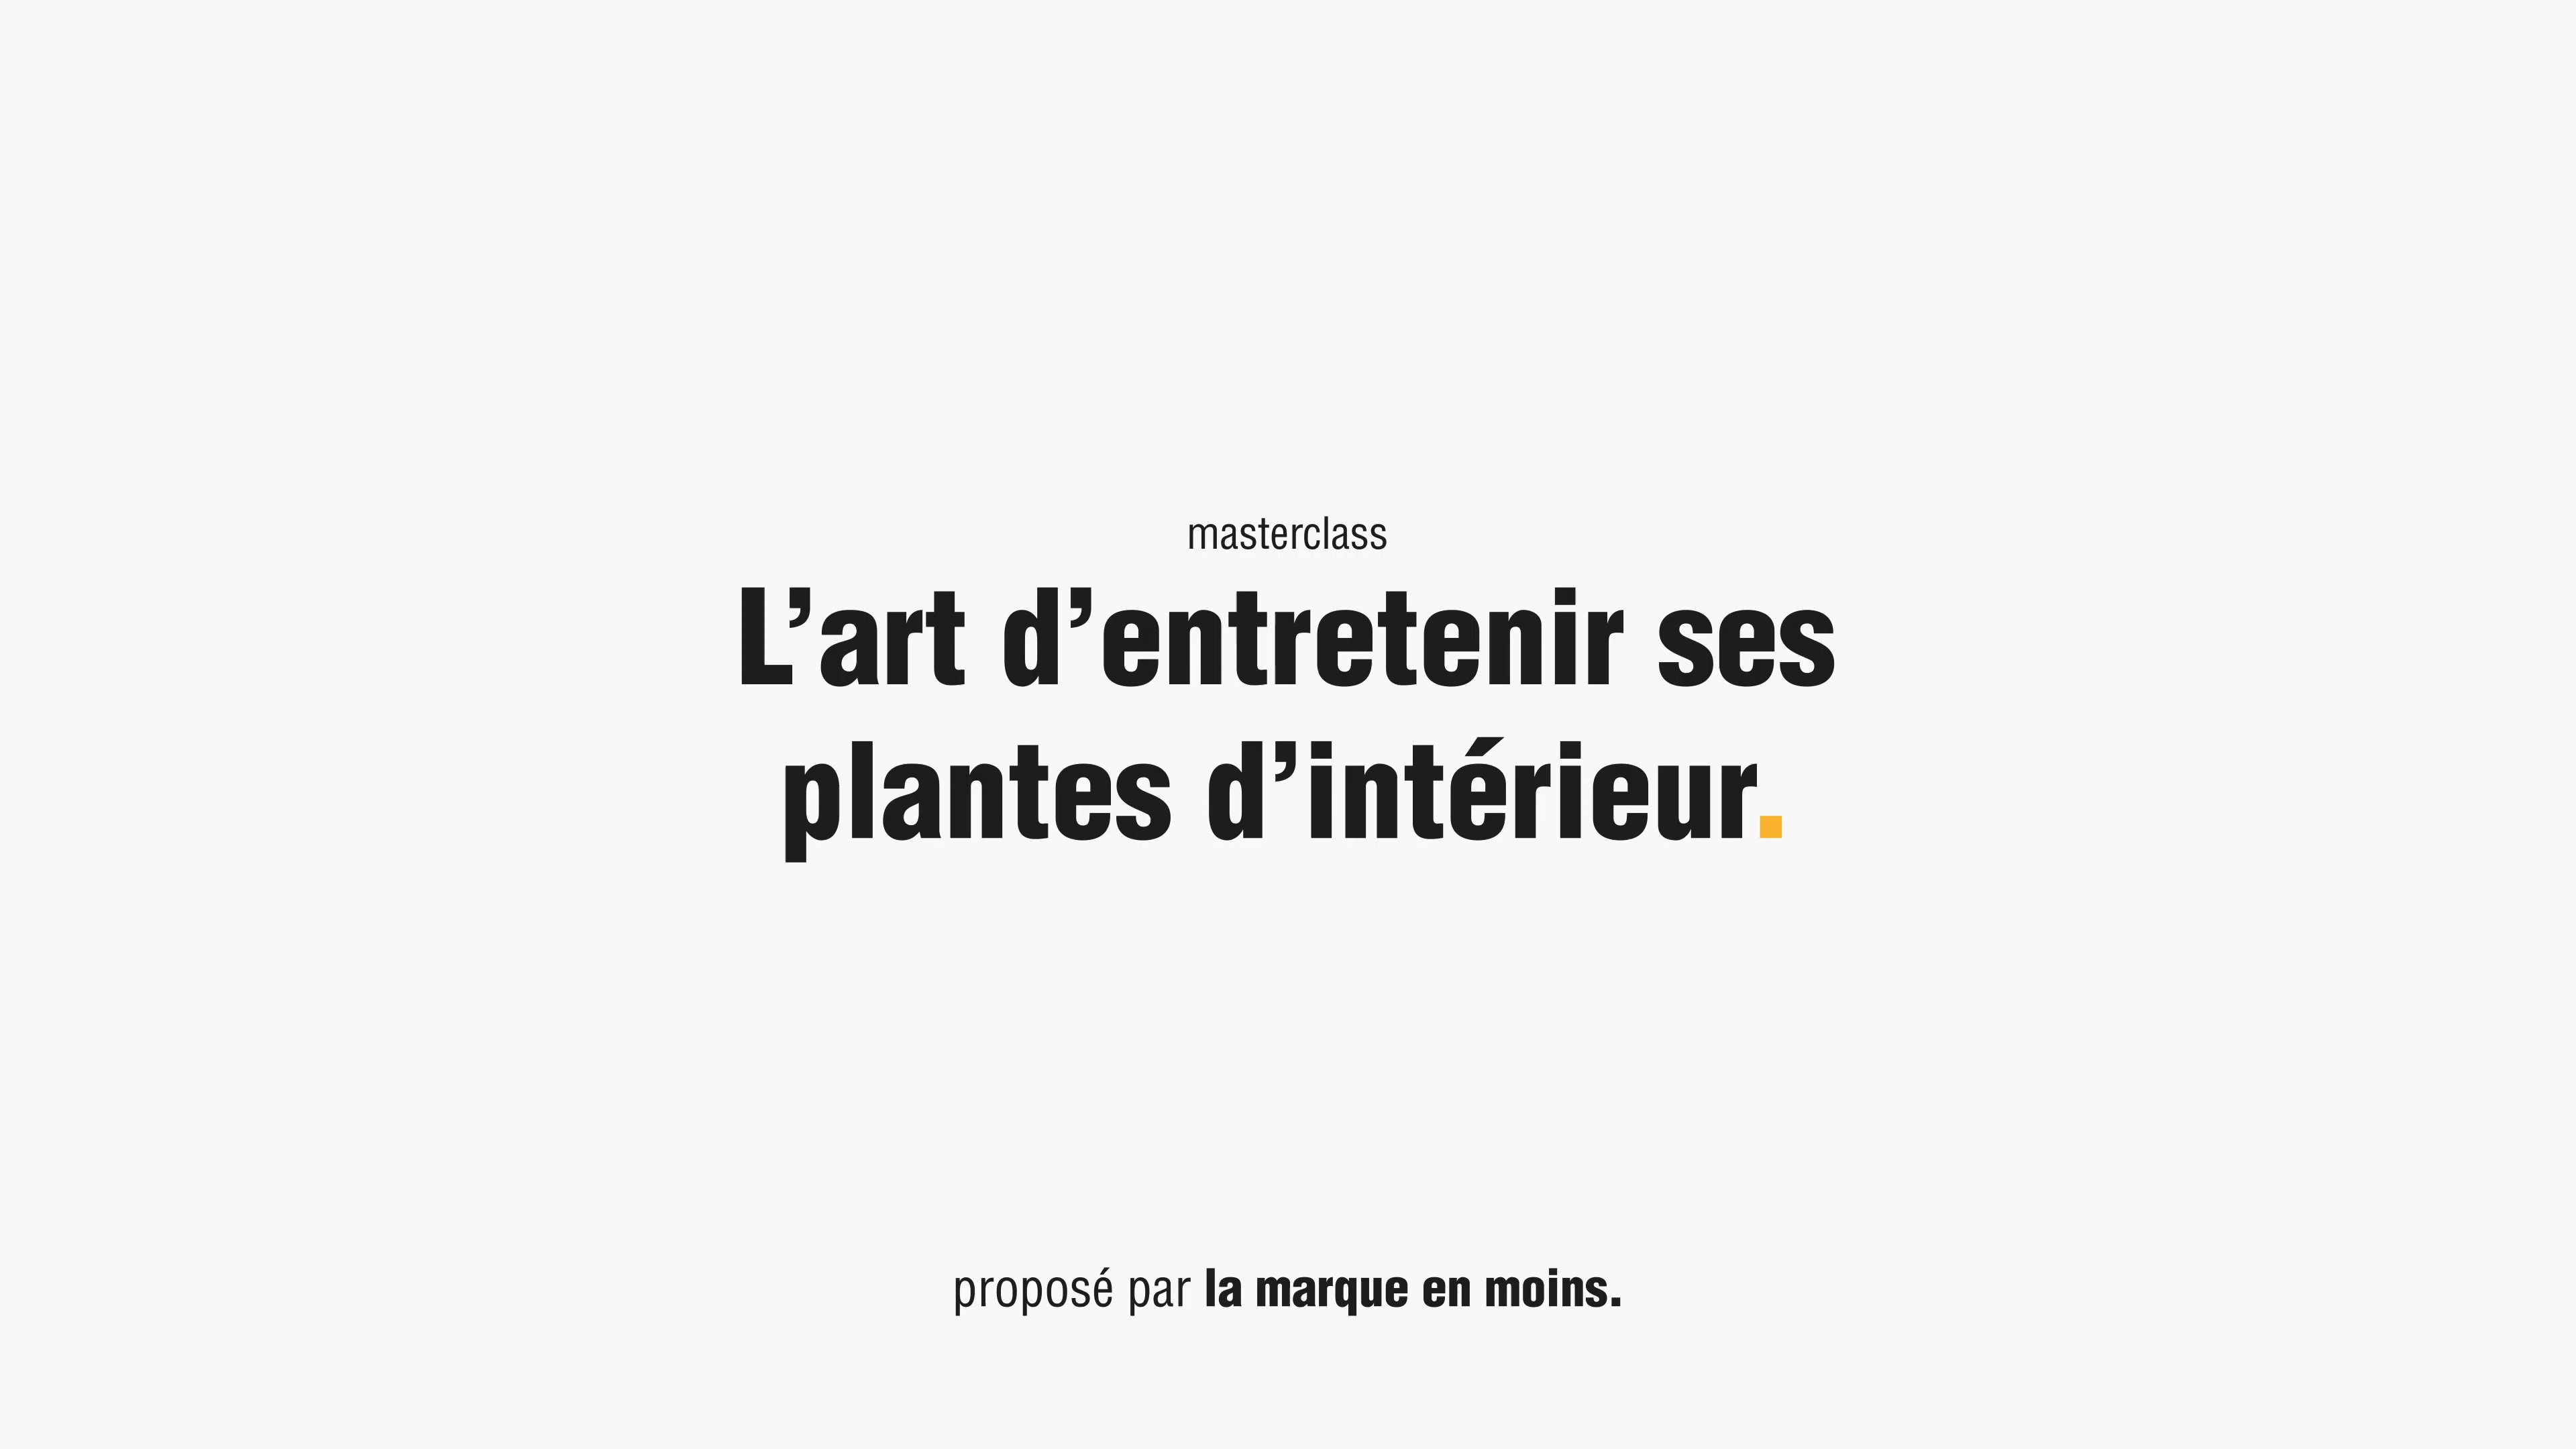 masterclass
L’art d’entretenir ses
plantes d’intérieur.
proposé par la marque en moins.